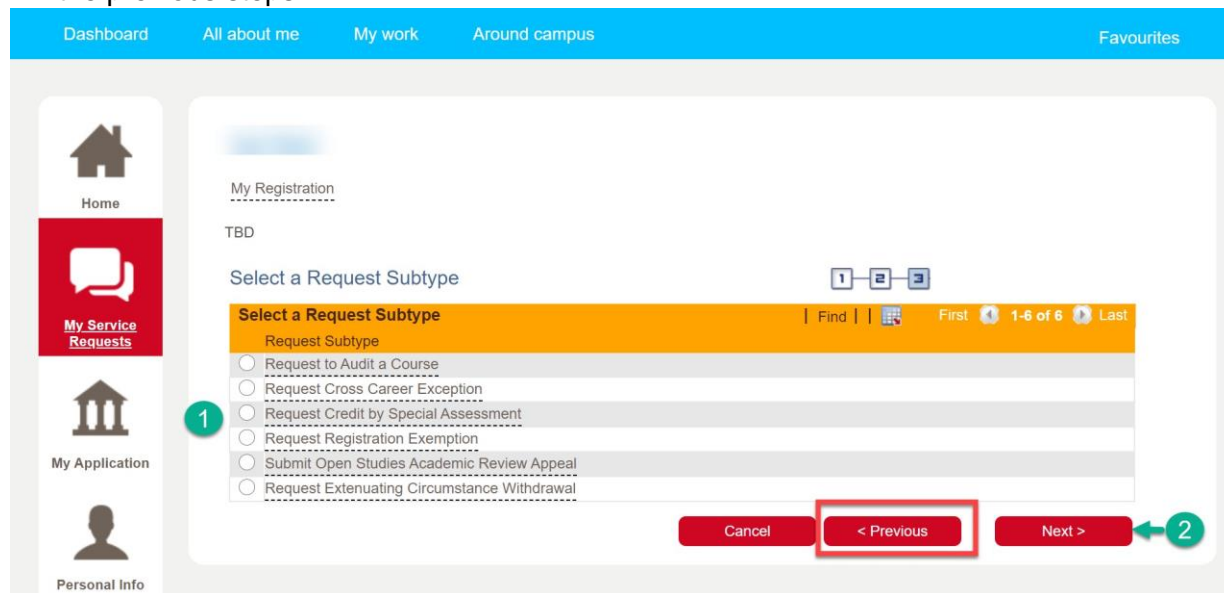 Dashboard All about me My work Around campus Favourites
Home
My Service
Requests
My Application
Personal Info
My Registration
TBD
Select a Request Subtype 1 2 3
Select a Request Subtype | Find | | First 1-6 of 6 Last
Request Subtype
Request to Audit a Course
Request Cross Career Exception
1
Request Credit by Special Assessment
Request Registration Exemption
Submit Open Studies Academic Review Appeal
Request Extenuating Circumstance Withdrawal
Cancel < Previous Next > 2